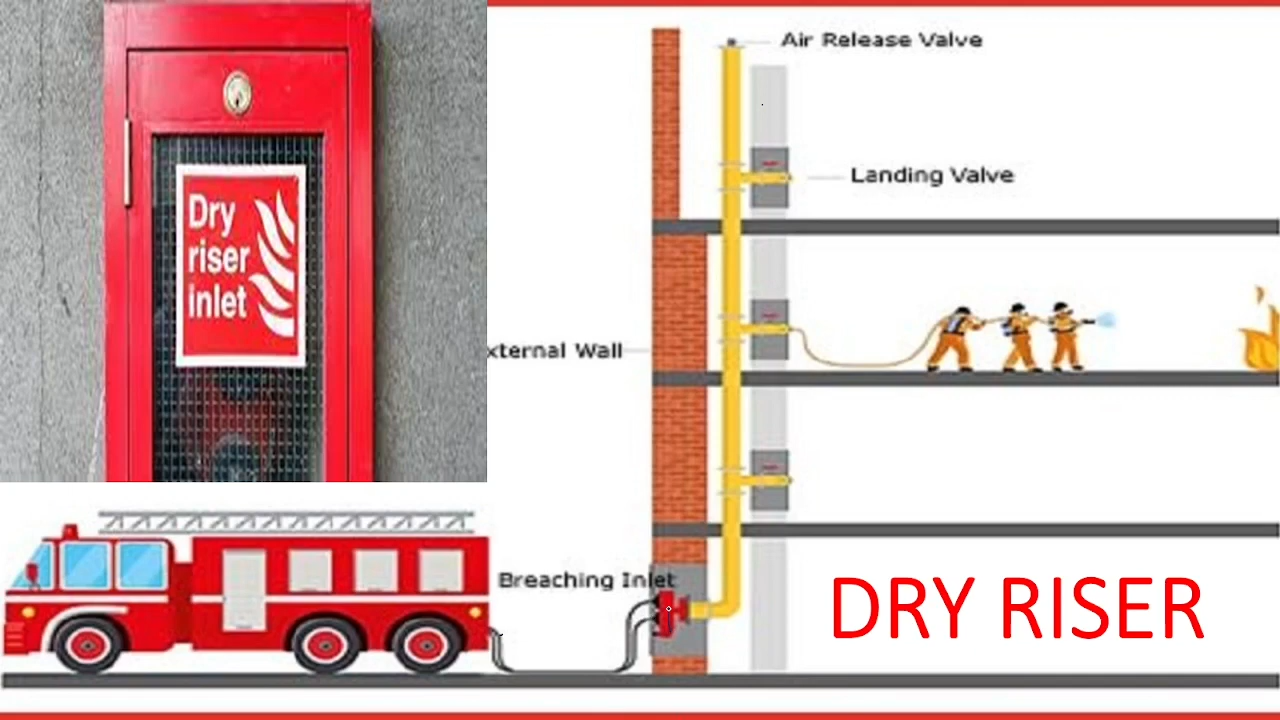 Dry
riser
inlet
Air Release Valve
Landing Valve
xternal Wall
Breaching Inlet
DRY RISER